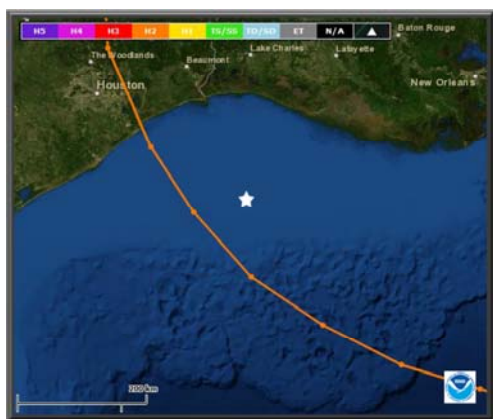 H5 H4 H3 H2 H1 TS/SS TD/SD ET N/A
Baton Rouge
The Woodlands
Beaumont
Lake Charles
Lafayette
Houston
New Orleans
200 km